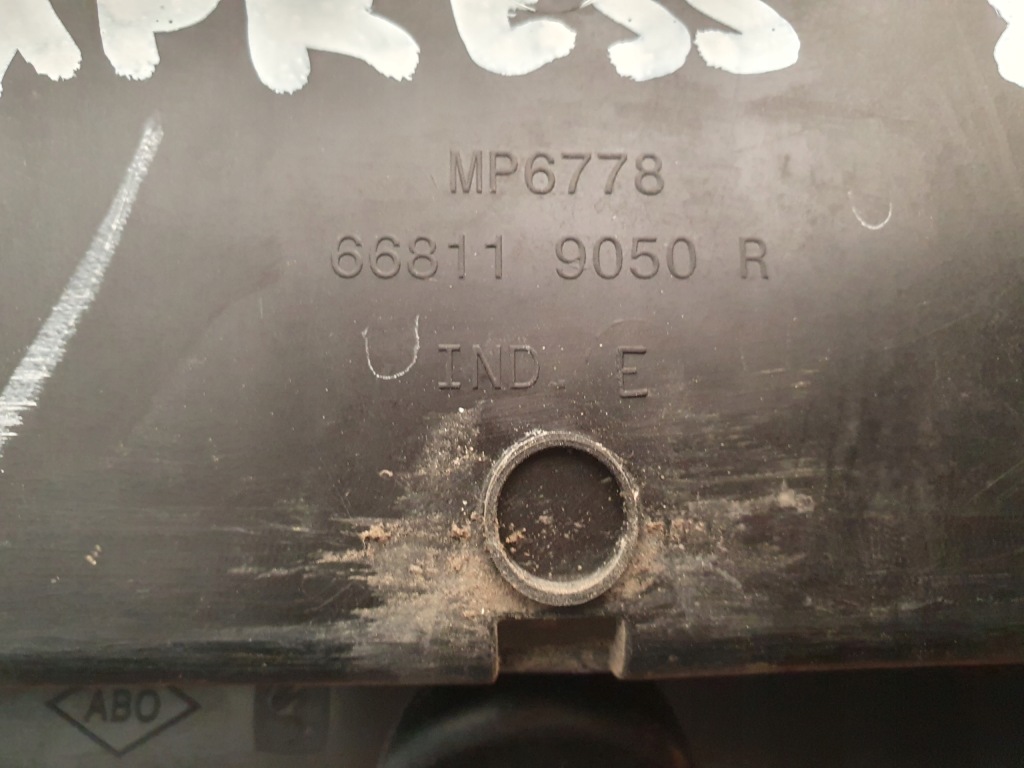 MP6778
66811 9050 R
IND. E
ABO